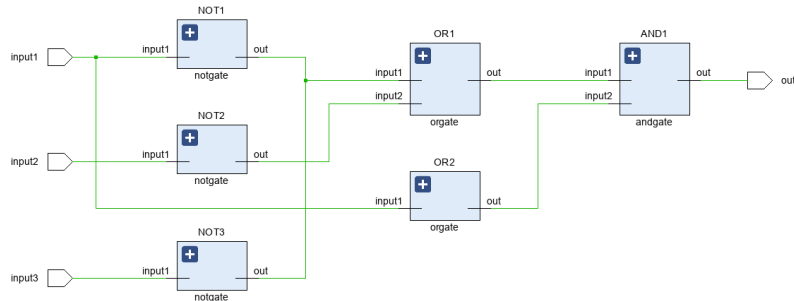 NOT1
input1
input1
out
notgate
OR1
input1
out
input2
orgate
AND1
input1
out
input2
andgate
out
NOT2
input2
input1
out
notgate
OR2
input1
out
orgate
NOT3
input3
input1
out
notgate